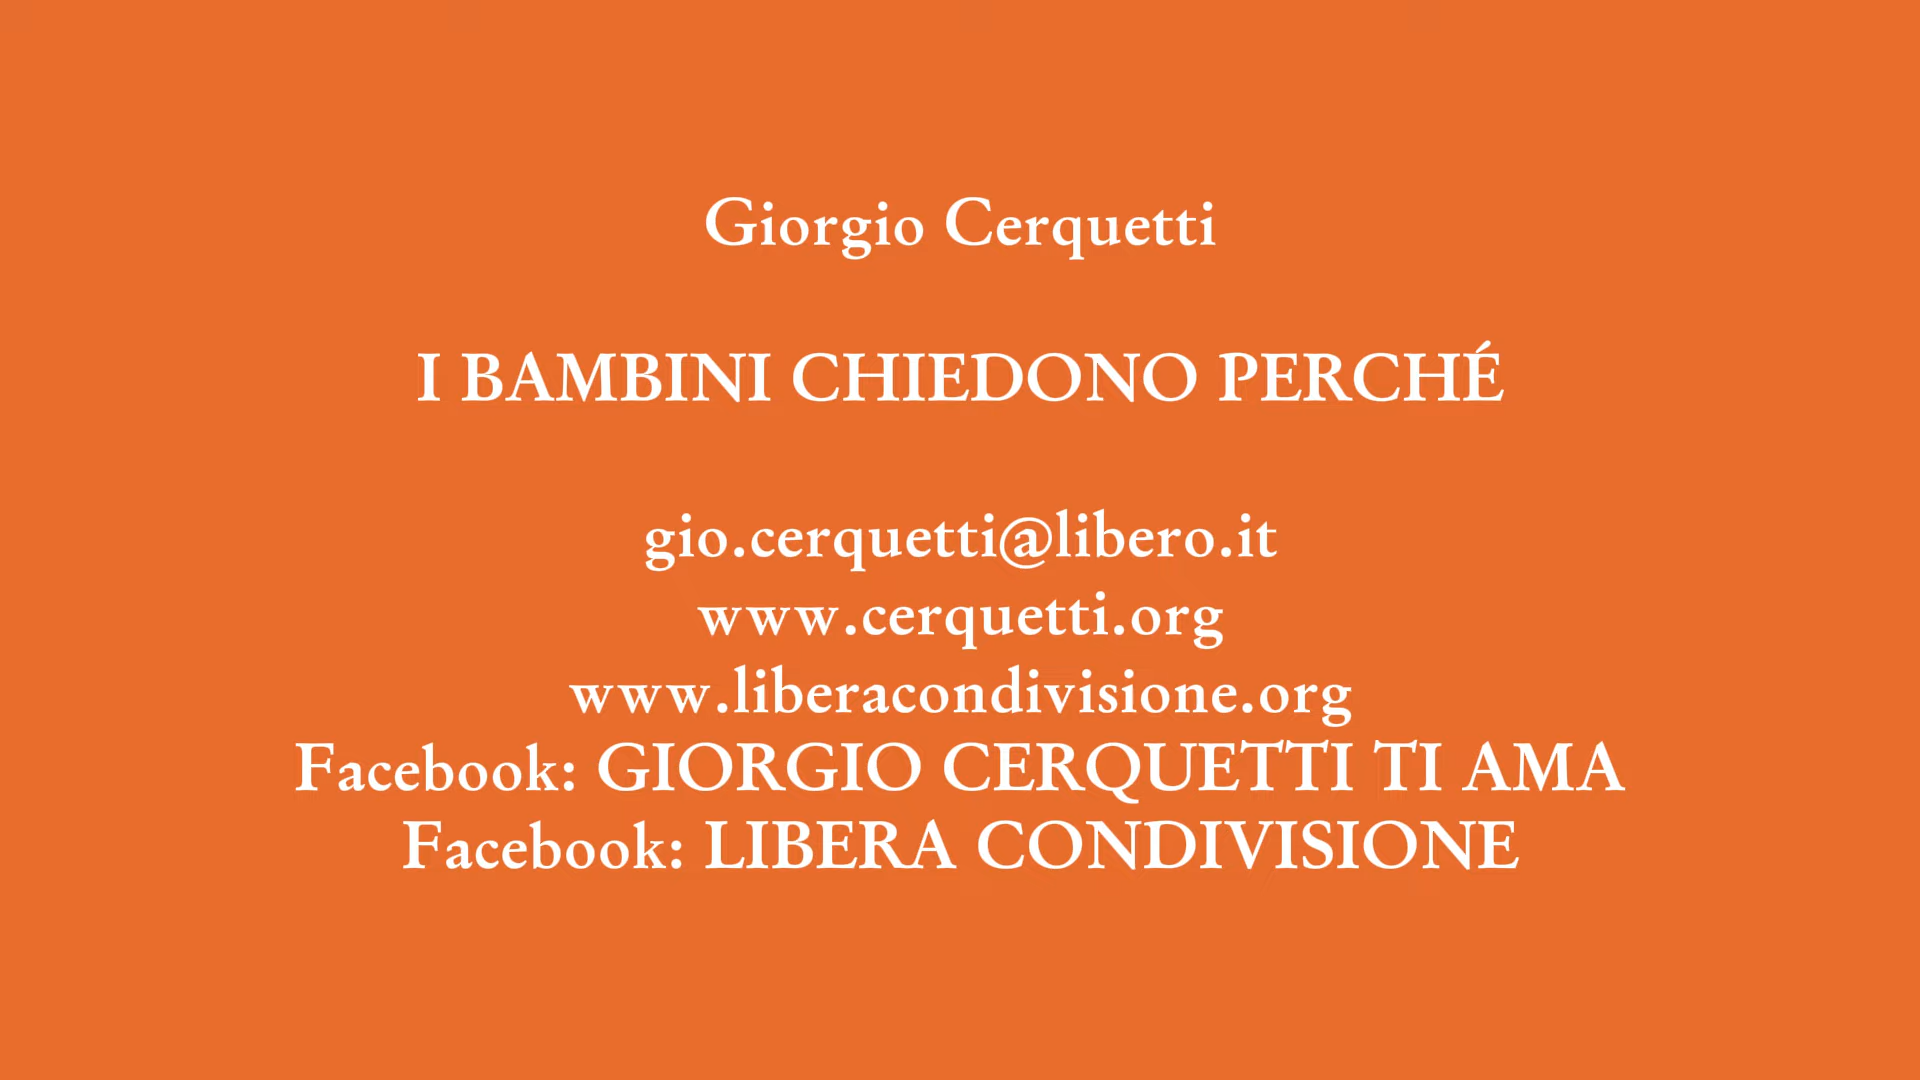 Giorgio Cerquetti
I BAMBINI CHIEDONO PERCHÉ
gio.cerquetti@libero.it
www.cerquetti.org
www.liberacondivisione.org
Facebook: GIORGIO CERQUETTI TI AMA
Facebook: LIBERA CONDIVISIONE